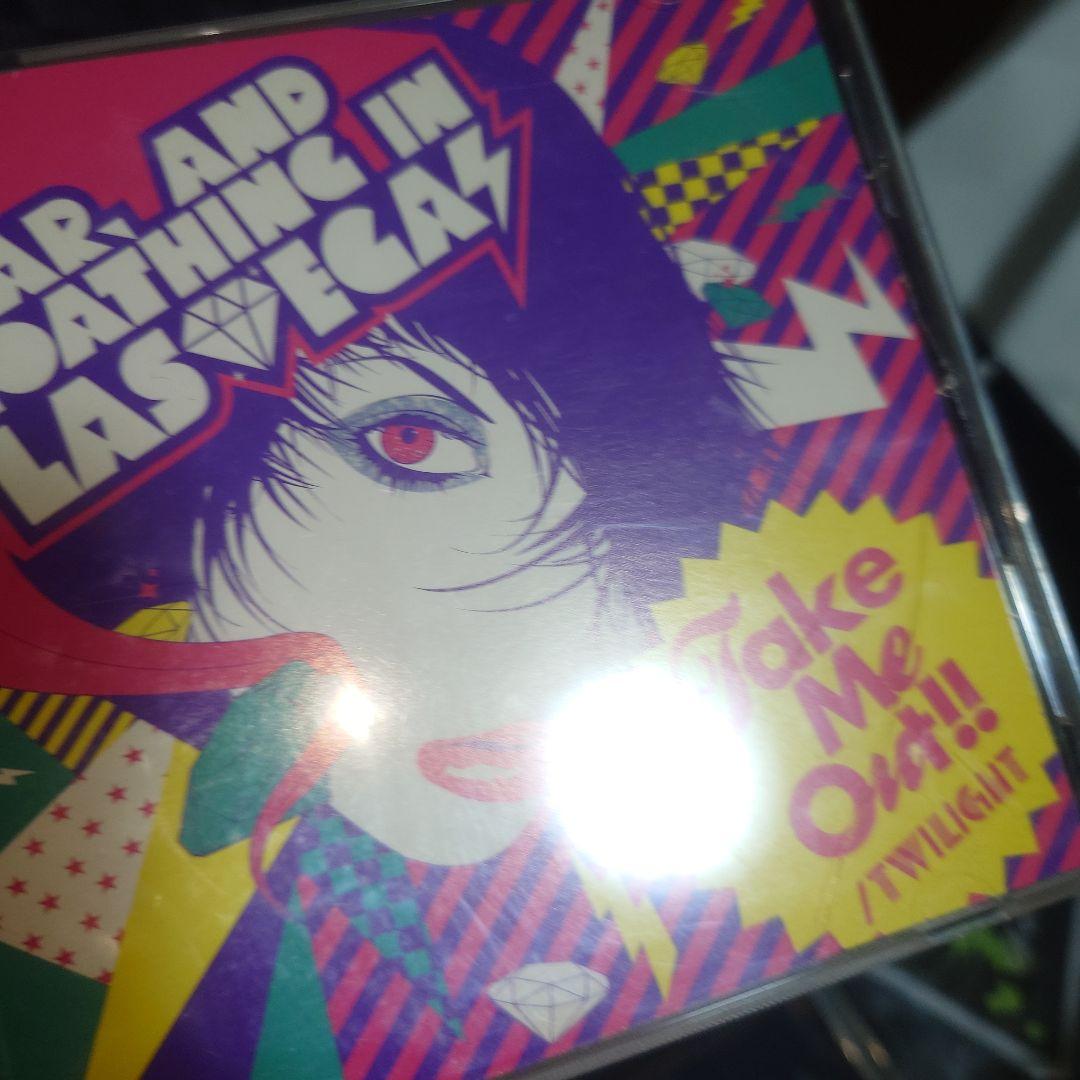 AR, AND
OATHING IN
LAS VEGAS
Take
Me
Out!!
/TWILIGHT